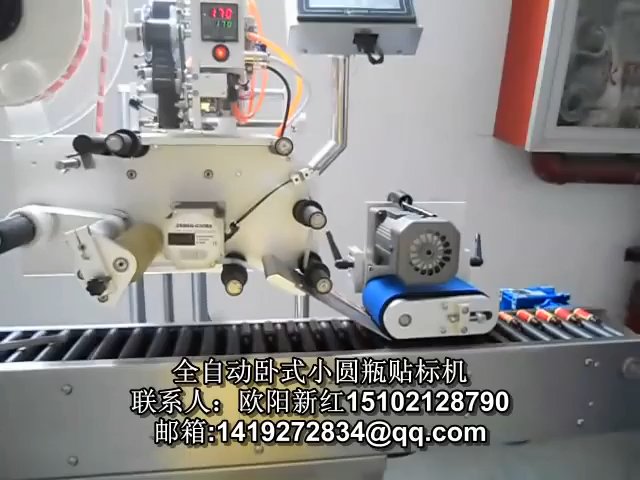 170
170
全自动卧式小圆瓶贴标机
联系人：欧阳新红15102128790
邮箱:1419272834@qq.com